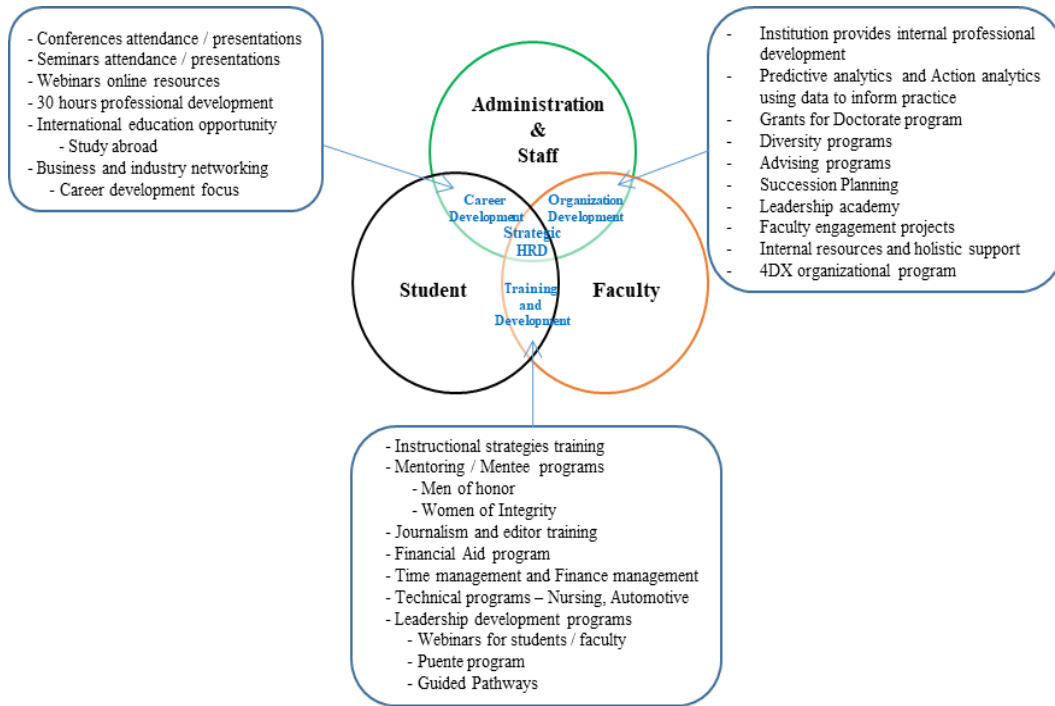 - Conferences attendance / presentations
- Seminars attendance / presentations
- Webinars online resources
- 30 hours professional development
- International education opportunity
- Study abroad
- Business and industry networking
- Career development focus
- Institution provides internal professional
development
- Predictive analytics and Action analytics
using data to inform practice
- Grants for Doctorate program
- Diversity programs
- Advising programs
- Succession Planning
- Leadership academy
- Faculty engagement projects
- Internal resources and holistic support
- 4DX organizational program
Administration
&
Staff
Career
Development
Organization
Development
Strategic
HRD
Student
Training
and
Development
Faculty
- Instructional strategies training
- Mentoring / Mentee programs
- Men of honor
- Women of Integrity
- Journalism and editor training
- Financial Aid program
- Time management and Finance management
- Technical programs – Nursing, Automotive
- Leadership development programs
- Webinars for students / faculty
- Puente program
- Guided Pathways